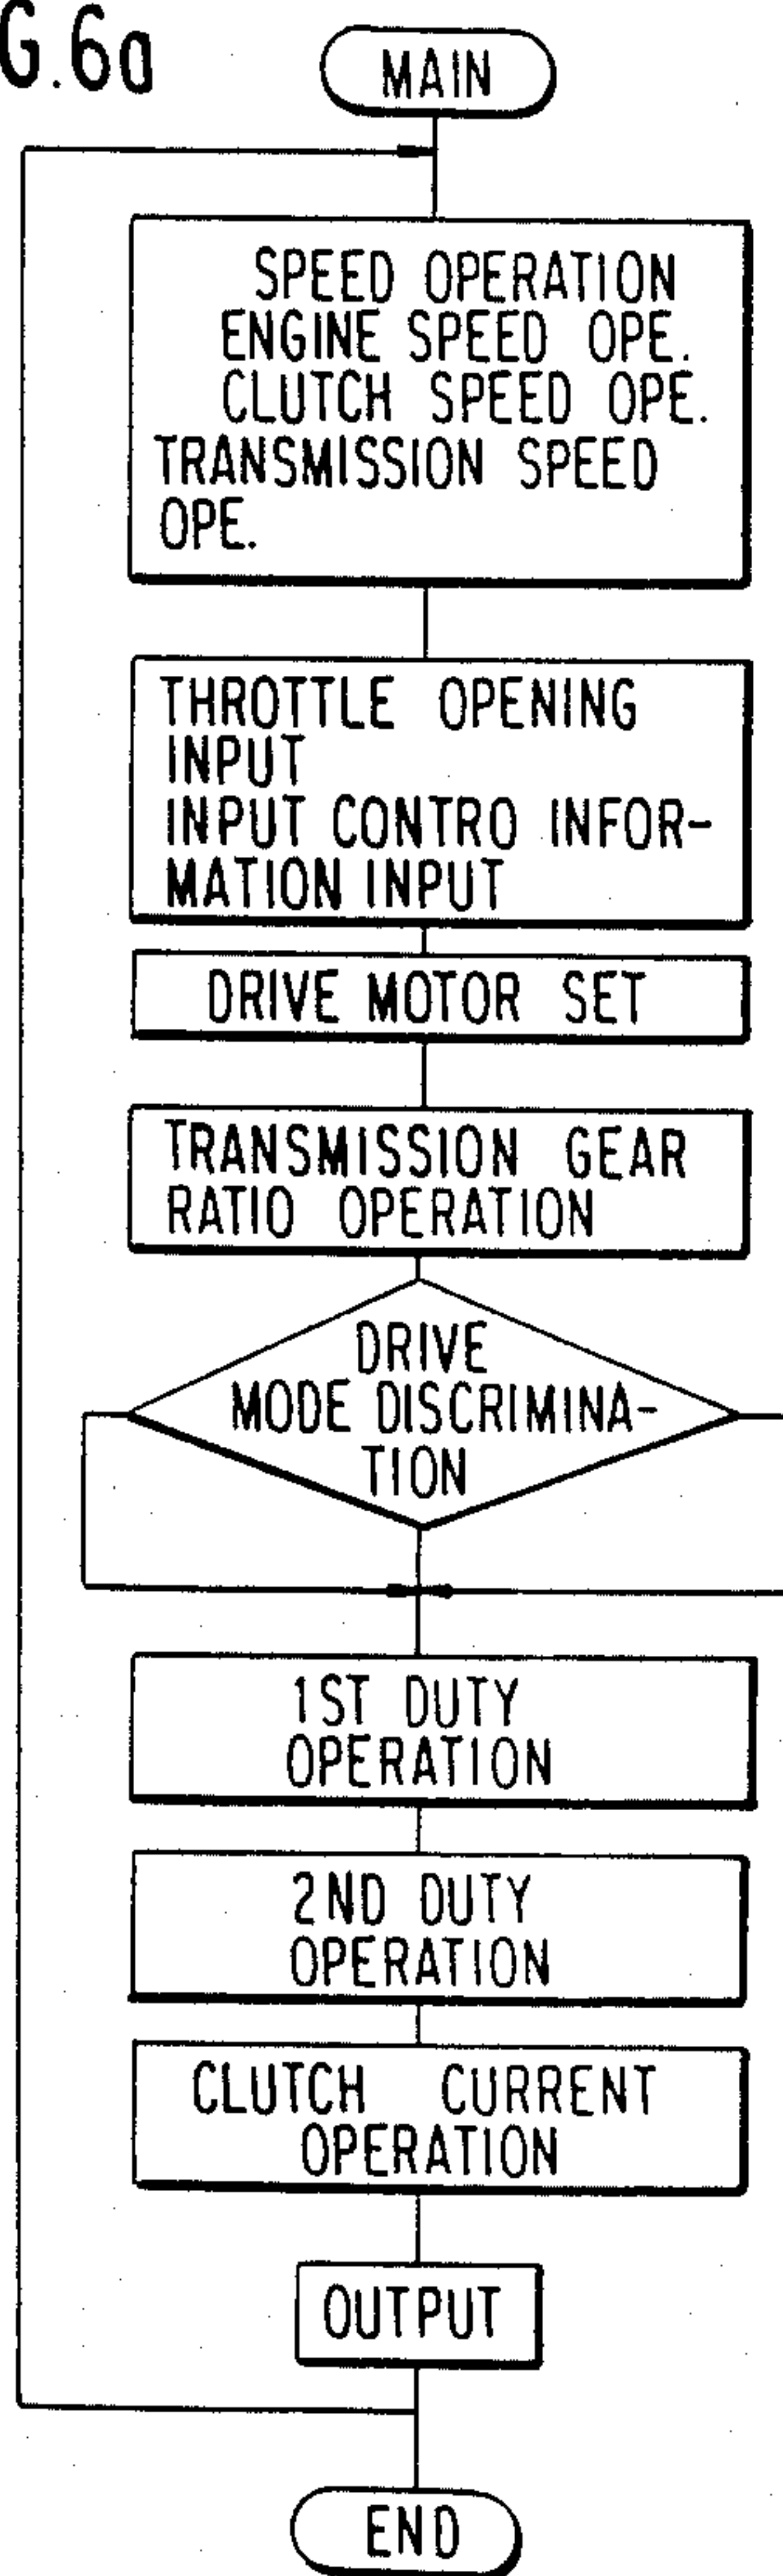 G.6a
MAIN
SPEED OPERATION
ENGINE SPEED OPE.
CLUTCH SPEED OPE.
TRANSMISSION SPEED
OPE.
THROTTLE OPENING
INPUT
INPUT CONTRO INFOR-
MATION INPUT
DRIVE MOTOR SET
TRANSMISSION GEAR
RATIO OPERATION
DRIVE
MODE DISCRIMINA-
TION
1ST DUTY
OPERATION
2ND DUTY
OPERATION
CLUTCH CURRENT
OPERATION
OUTPUT
END